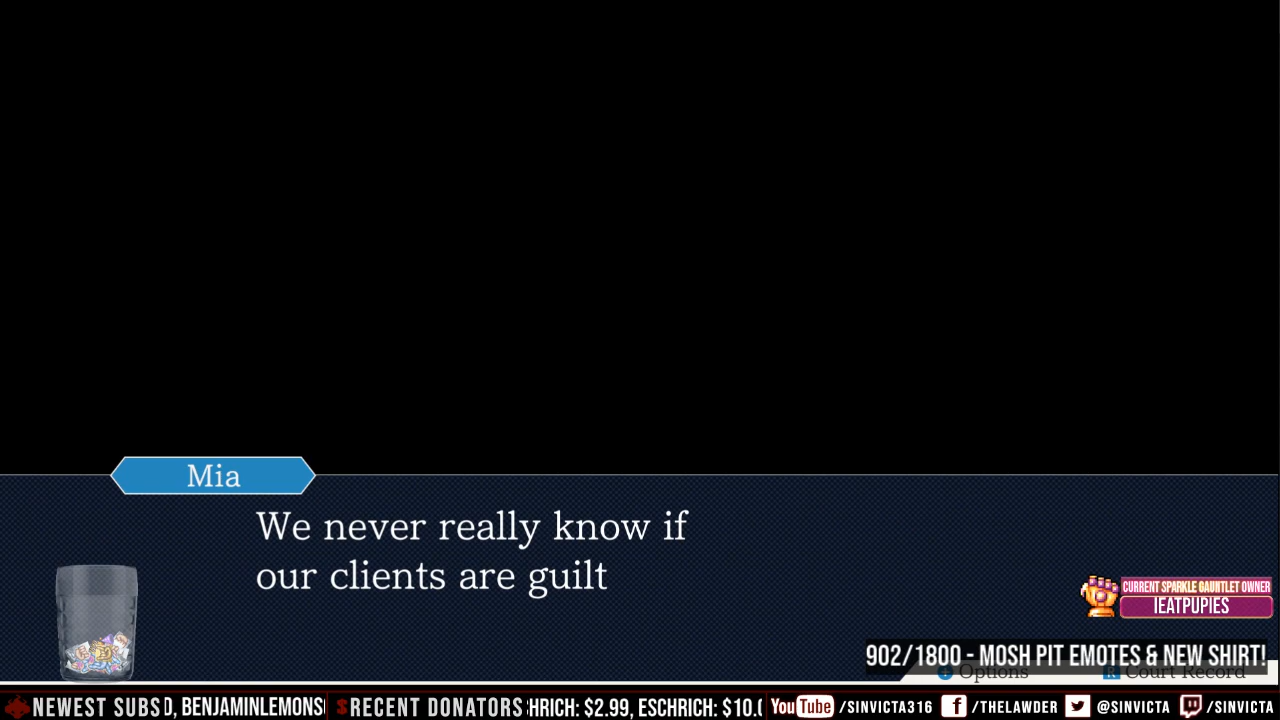 Mia
We never really know if
our clients are guilt
CURRENT SPARKLE GAUNTLET OWNER
IEATPUPIES
902/1800 - MOSH PIT EMOTES & NEW SHIRT!
Options
R Court Record
NEWEST SUBS D, BENJAMINLEMONS
$RECENT DONATORS HRICH: $2.99, ESCHRICH: $10.0
YouTube /SINVICTA316 f /THELAWDER @SINVICTA /SINVICTA